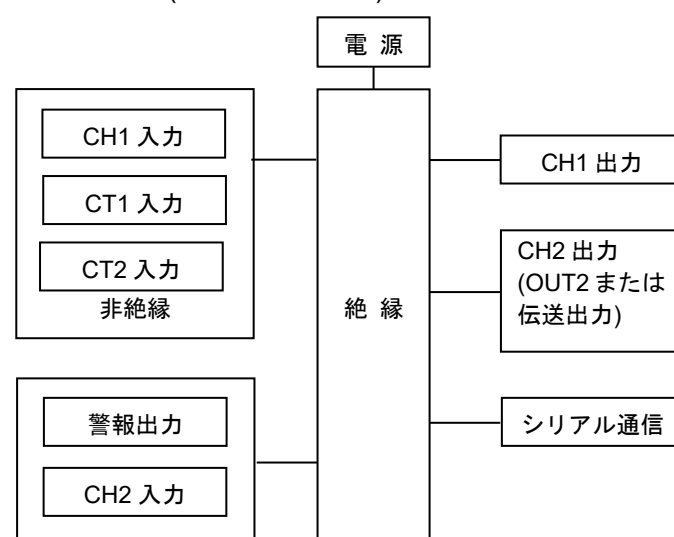 電 源
CH1 入力
CT1 入力
CT2 入力
非絶縁
警報出力
CH2 入力
絶 縁
CH1 出力
CH2 出力
(OUT2 または
伝送出力)
シリアル通信